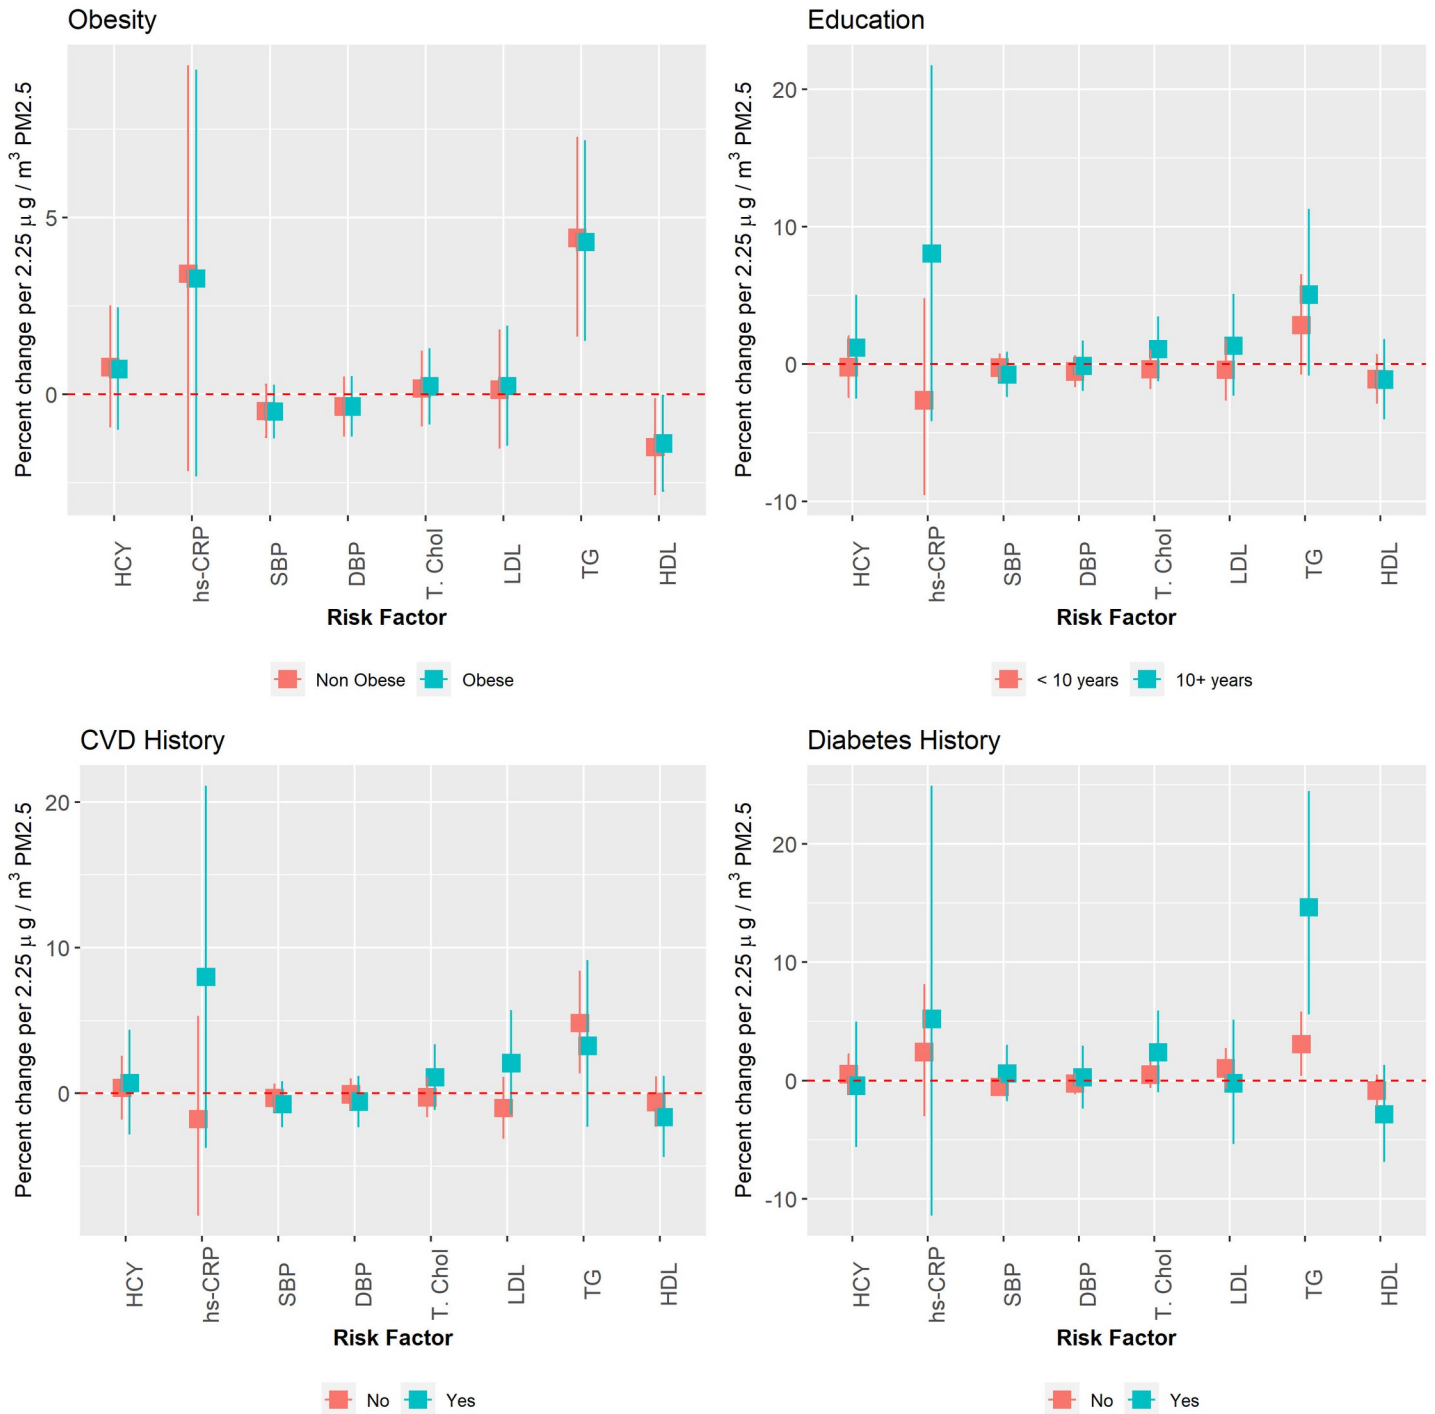 Obesity
Percent change per 2.25 μ g / m³ PM2.5
5
0
HCY
hs-CRP
SBP
DBP
T. Chol
LDL
TG
HDL
Risk Factor
Non Obese
Obese
Education
Percent change per 2.25 μ g / m³ PM2.5
20
10
0
-10
HCY
hs-CRP
SBP
DBP
T. Chol
LDL
TG
HDL
Risk Factor
< 10 years
10+ years
CVD History
Percent change per 2.25 μ g / m³ PM2.5
20
10
0
HCY
hs-CRP
SBP
DBP
T. Chol
LDL
TG
HDL
Risk Factor
No
Yes
Diabetes History
Percent change per 2.25 μ g / m³ PM2.5
20
10
0
-10
HCY
hs-CRP
SBP
DBP
T. Chol
LDL
TG
HDL
Risk Factor
No
Yes